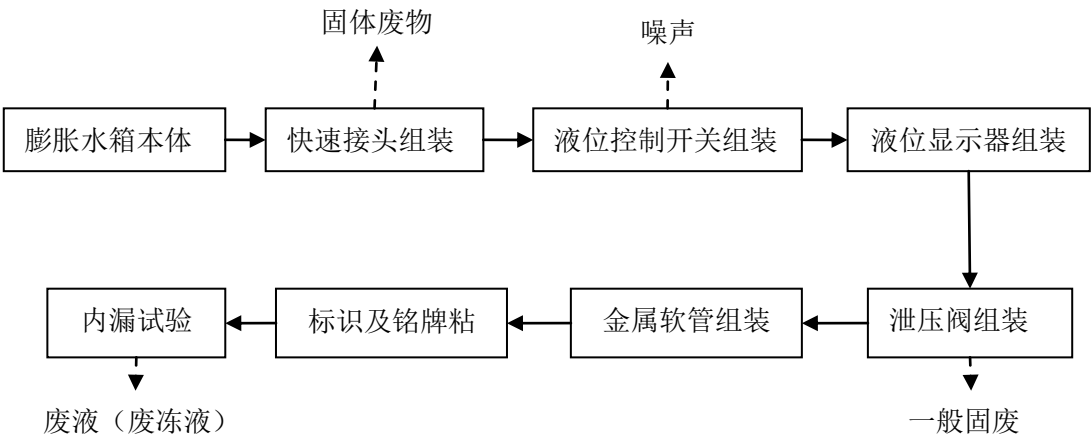 固体废物
噪声
膨胀水箱本体
快速接头组装
液位控制开关组装
液位显示器组装
内漏试验
标识及铭牌粘
金属软管组装
泄压阀组装
废液（废冻液）
一般固废